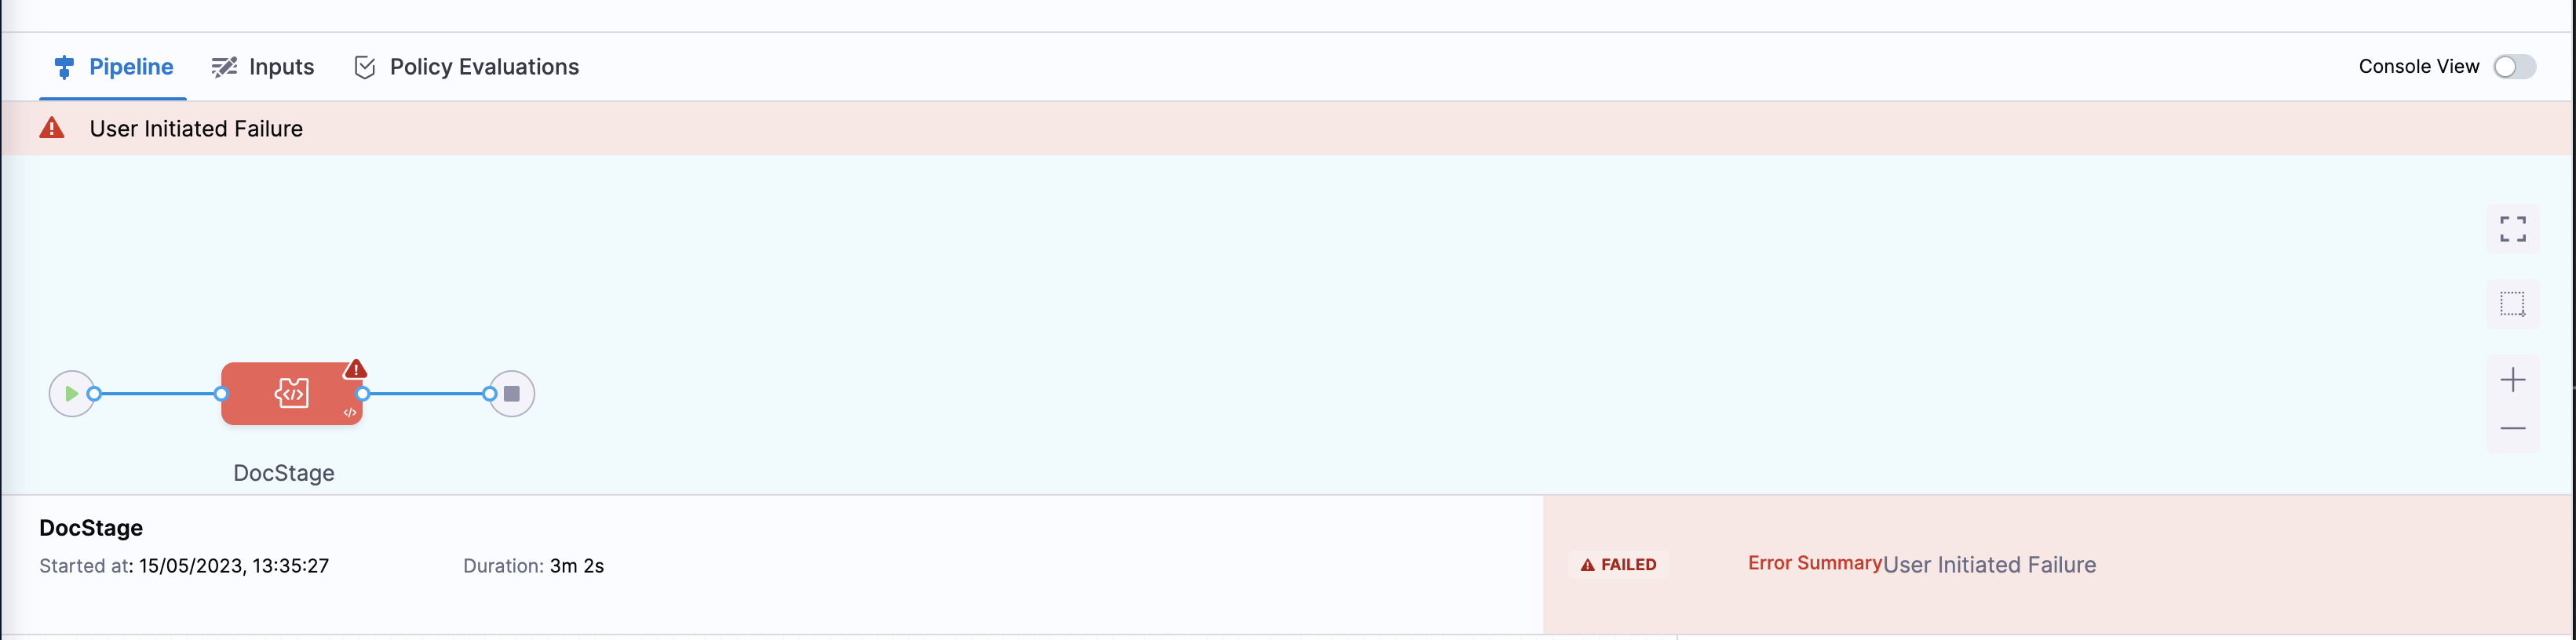 Pipeline Inputs Policy Evaluations Console View
User Initiated Failure
</>
</>
DocStage
DocStage
Started at: 15/05/2023, 13:35:27 Duration: 3m 2s
FAILED Error Summary User Initiated Failure